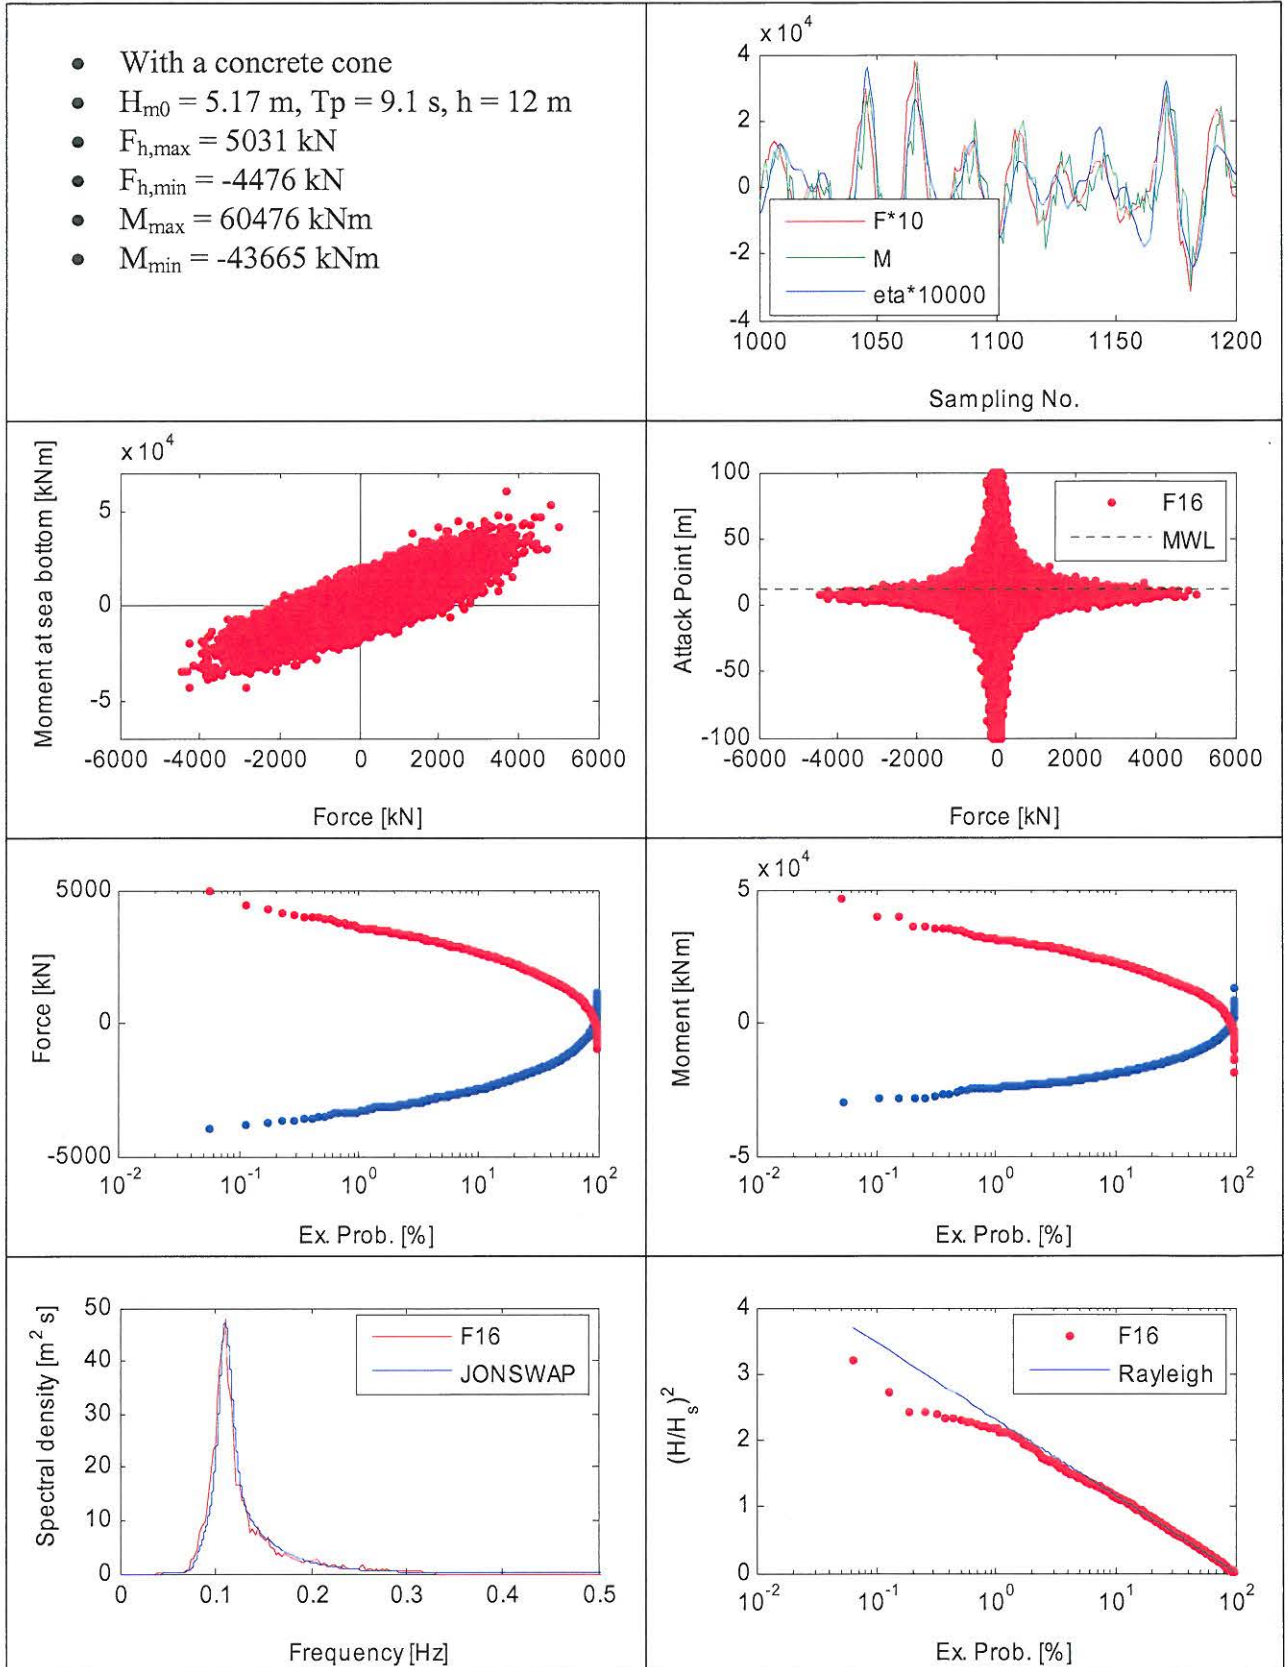 • With a concrete cone
• Hm0 = 5.17 m, Tp = 9.1 s, h = 12 m
• Fh,max = 5031 kN
• Fh,min = -4476 kN
• Mmax = 60476 kNm
• Mmin = -43665 kNm
x 10^4
4
2
0
-2
-4
F*10
M
eta*10000
1000 1050 1100 1150 1200
Sampling No.
x 10^4
Moment at sea bottom [kNm]
5
0
-5
-6000 -4000 -2000 0 2000 4000 6000
Force [kN]
Attack Point [m]
100
50
0
-50
-100
F16
MWL
-6000 -4000 -2000 0 2000 4000 6000
Force [kN]
Force [kN]
5000
0
-5000
10^-2 10^-1 10^0 10^1 10^2
Ex. Prob. [%]
x 10^4
Moment [kNm]
5
0
-5
10^-2 10^-1 10^0 10^1 10^2
Ex. Prob. [%]
Spectral density [m^2 s]
50
40
30
20
10
0
F16
JONSWAP
0 0.1 0.2 0.3 0.4 0.5
Frequency [Hz]
(H/H_s)^2
4
3
2
1
0
F16
Rayleigh
10^-2 10^-1 10^0 10^1 10^2
Ex. Prob. [%]